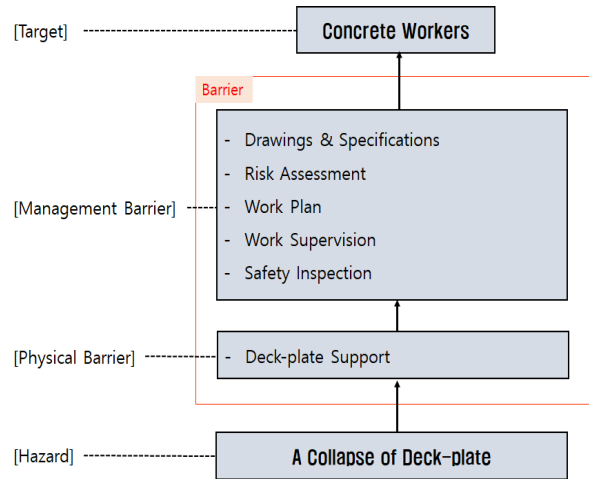 [Target]
Concrete Workers
Barrier
- Drawings & Specifications
- Risk Assessment
[Management Barrier]
- Work Plan
- Work Supervision
- Safety Inspection
[Physical Barrier]
- Deck-plate Support
[Hazard]
A Collapse of Deck-plate